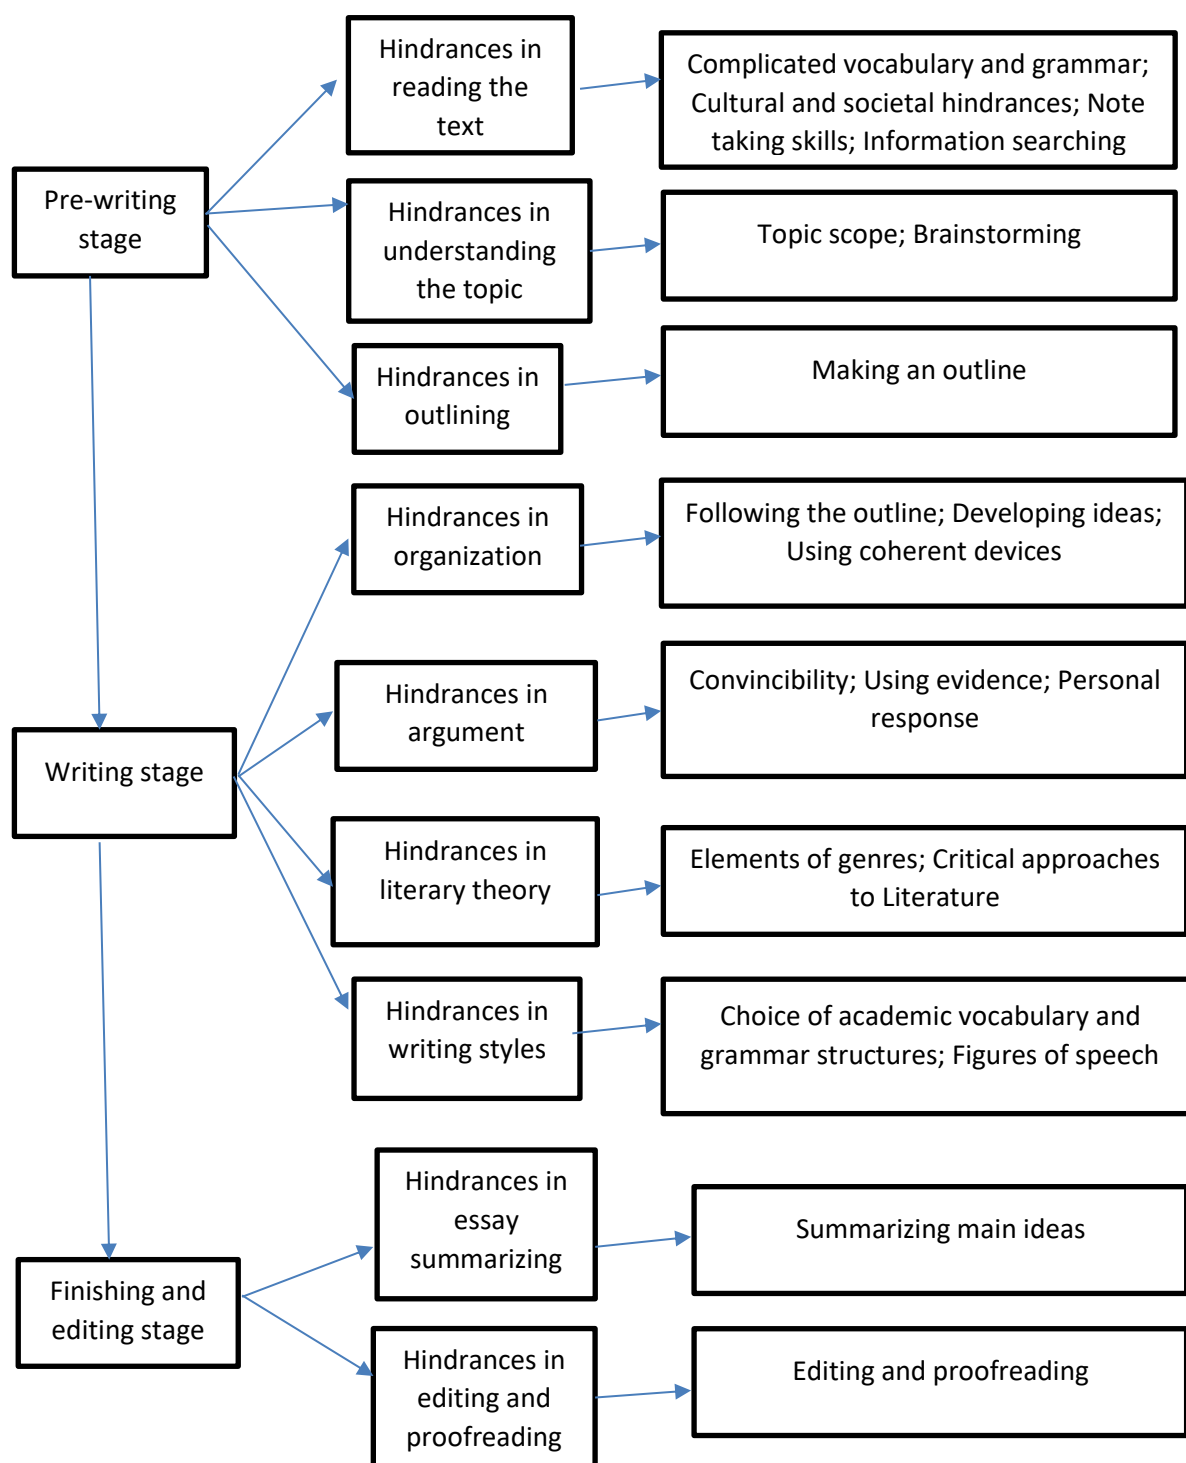 Pre-writing
stage
Hindrances in
reading the
text
Complicated vocabulary and grammar;
Cultural and societal hindrances; Note
taking skills; Information searching
Hindrances in
understanding
the topic
Topic scope; Brainstorming
Hindrances in
outlining
Making an outline
Writing stage
Hindrances in
organization
Following the outline; Developing ideas;
Using coherent devices
Hindrances in
argument
Convincibility; Using evidence; Personal
response
Hindrances in
literary theory
Elements of genres; Critical approaches
to Literature
Hindrances in
writing styles
Choice of academic vocabulary and
grammar structures; Figures of speech
Finishing and
editing stage
Hindrances in
essay
summarizing
Summarizing main ideas
Hindrances in
editing and
proofreading
Editing and proofreading